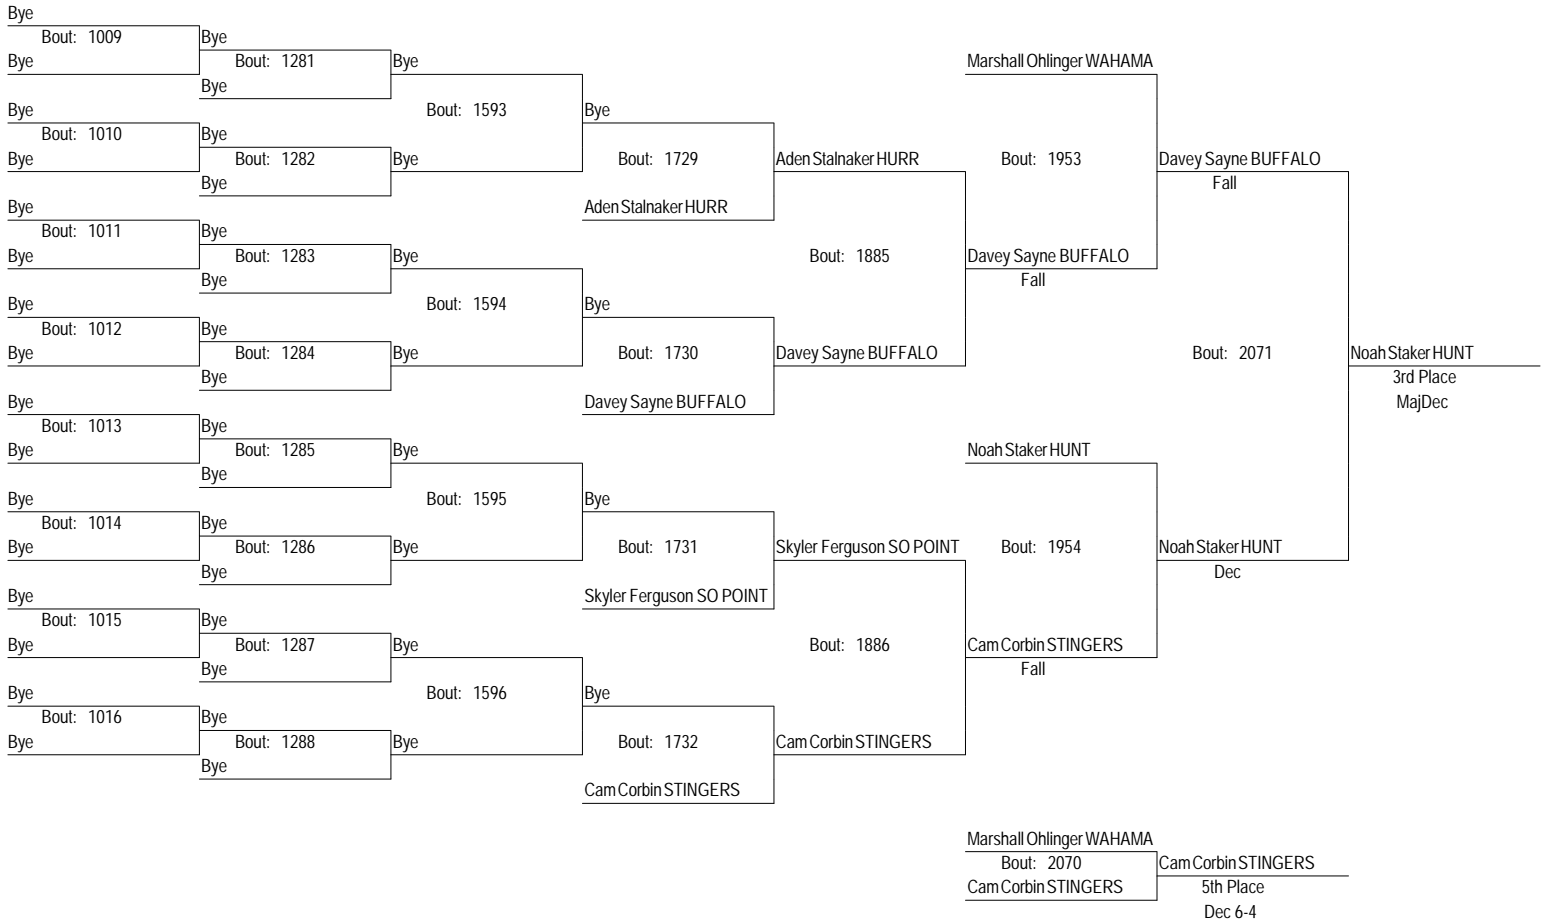 Bye
Bout: 1009
Bye
Bye
Bout: 1281
Bye
Bye
Bout: 1010
Bye
Bye
Bout: 1282
Bye
Bye
Bout: 1011
Bye
Bye
Bout: 1283
Bye
Bye
Bout: 1012
Bye
Bye
Bout: 1284
Bye
Bye
Bout: 1013
Bye
Bye
Bout: 1285
Bye
Bye
Bout: 1014
Bye
Bye
Bout: 1286
Bye
Bye
Bout: 1015
Bye
Bye
Bout: 1287
Bye
Bye
Bout: 1016
Bye
Bye
Bout: 1288
Bye
Bye
Bout: 1593
Bye
Bye
Bout: 1594
Bye
Bye
Bout: 1595
Bye
Bye
Bout: 1596
Bye
Bye
Bout: 1729
Aden Stalnaker HURR
Bye
Bout: 1730
Davey Sayne BUFFALO
Bye
Bout: 1731
Skyler Ferguson SO POINT
Bye
Bout: 1732
Cam Corbin STINGERS
Aden Stalnaker HURR
Bout: 1885
Davey Sayne BUFFALO
Skyler Ferguson SO POINT
Bout: 1886
Cam Corbin STINGERS
Marshall Ohlinger WAHAMA
Bout: 1953
Davey Sayne BUFFALO
Fall
Noah Staker HUNT
Bout: 1954
Cam Corbin STINGERS
Fall
Davey Sayne BUFFALO
Fall
Bout: 2071
Noah Staker HUNT
Dec
Noah Staker HUNT
3rd Place
MajDec
Marshall Ohlinger WAHAMA
Bout: 2070
Cam Corbin STINGERS
Cam Corbin STINGERS
5th Place
Dec 6-4